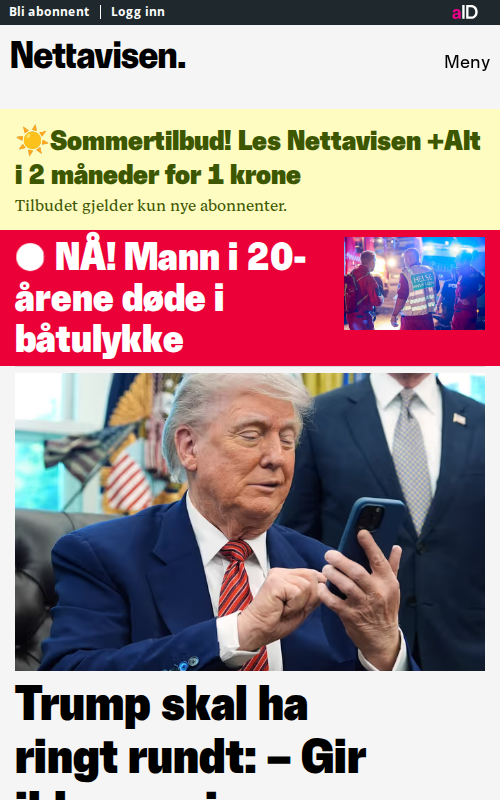 Bli abonnent
Logg inn
aID
Nettavisen.
Meny
☀️Sommertilbud! Les Nettavisen +Alt
i 2 måneder for 1 krone
Tilbudet gjelder kun nye abonnenter.
NÅ! Mann i 20-
årene døde i
båtulykke
HELSE
Trump skal ha
ringt rundt: – Gir